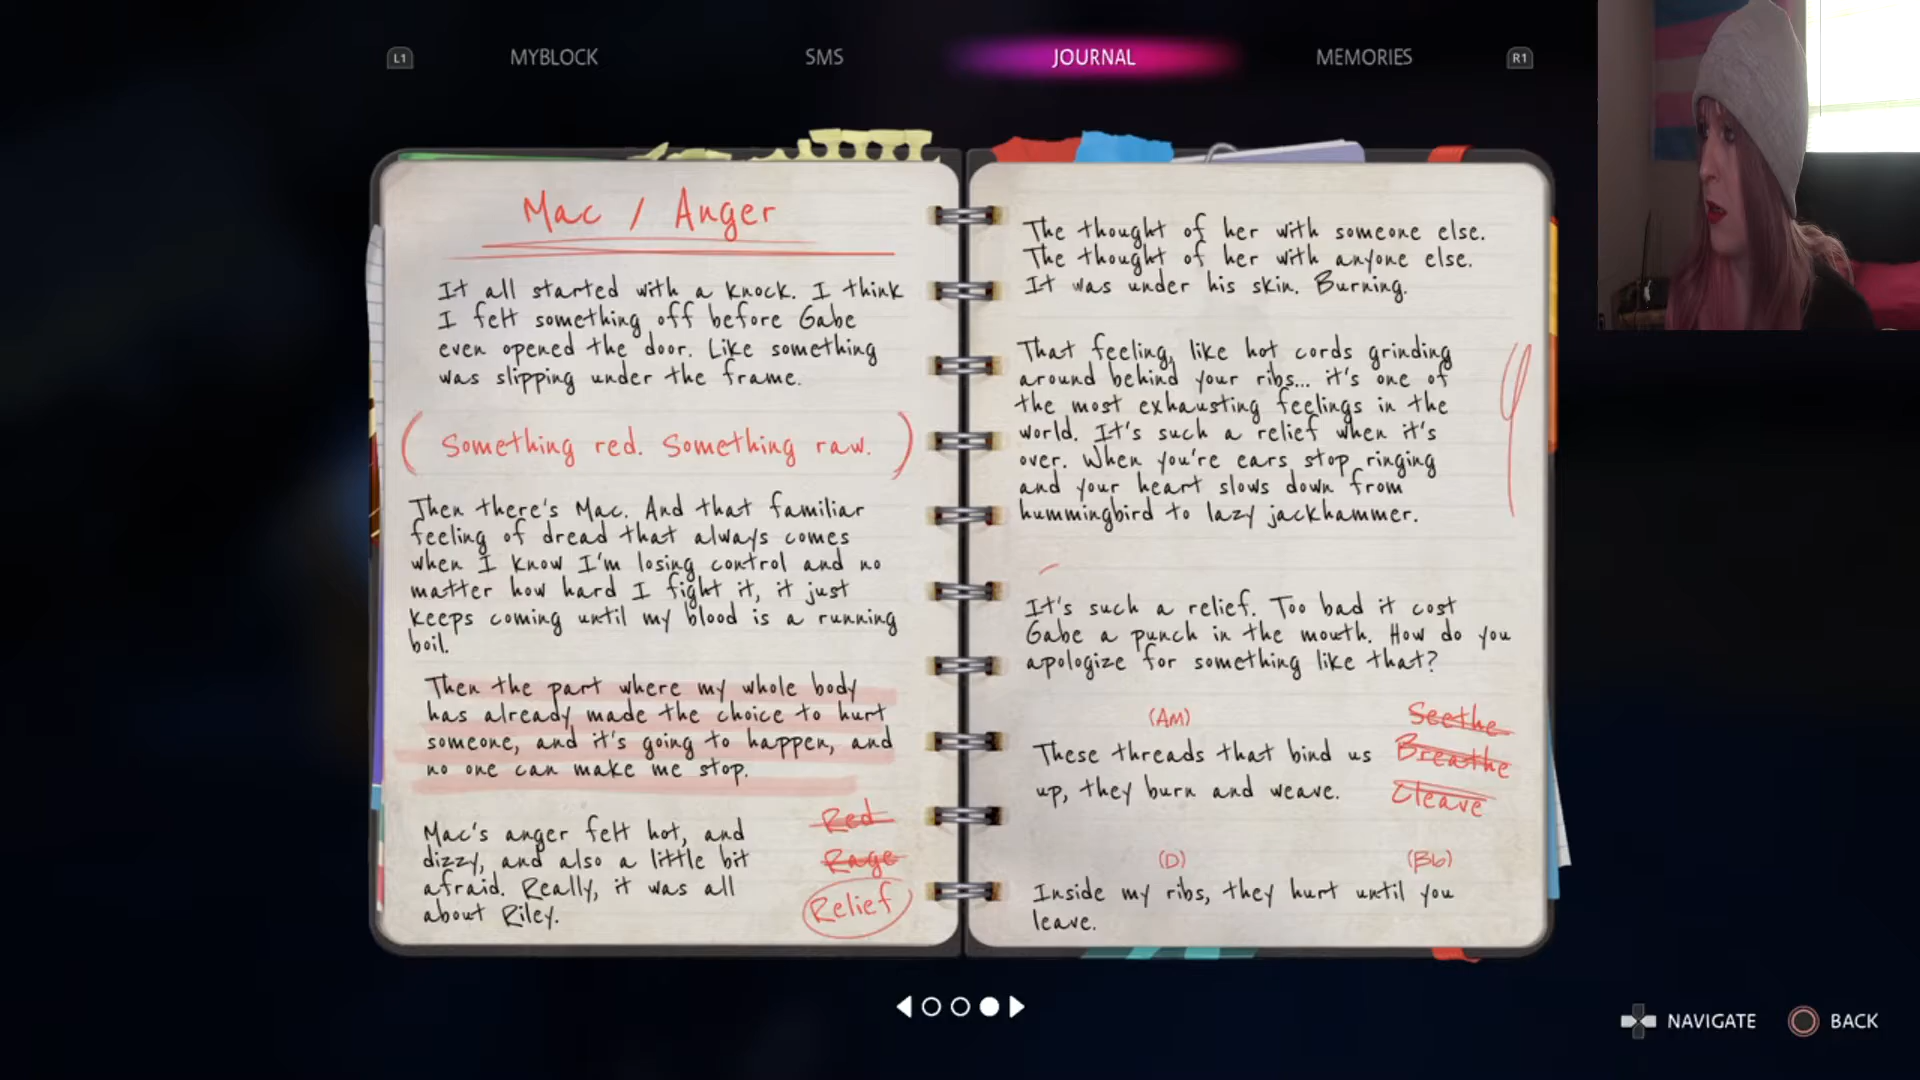 L1
MYBLOCK
SMS
JOURNAL
MEMORIES
R1
Mac / Anger
It all started with a knock. I think
I felt something off before Gabe
even opened the door. Like something
was slipping under the frame.
( Something red. Something raw. )
Then there's Mac. And that familiar
feeling of dread that always comes
when I know I'm losing control and no
matter how hard I fight it, it just
keeps coming until my blood is a running
boil.
Then the part where my whole body
has already made the choice to hurt
someone, and it's going to happen, and
no one can make me stop.
Mac's anger felt hot, and
dizzy, and also a little bit
afraid. Really, it was all
about Riley.
Red
Rage
Relief
The thought of her with someone else.
The thought of her with anyone else.
It was under his skin. Burning.
That feeling, like hot cords grinding
around behind your ribs... it's one of
the most exhausting feelings in the
world. It's such a relief when it's
over. When you're ears stop ringing
and your heart slows down from
hummingbird to lazy jackhammer.
It's such a relief. Too bad it cost
Gabe a punch in the mouth. How do you
apologize for something like that?
(Am)
These threads that bind us
up, they burn and weave.
Seethe
Breathe
Cleave
(D)
(Bb)
Inside my ribs, they hurt until you
leave.
NAVIGATE
BACK